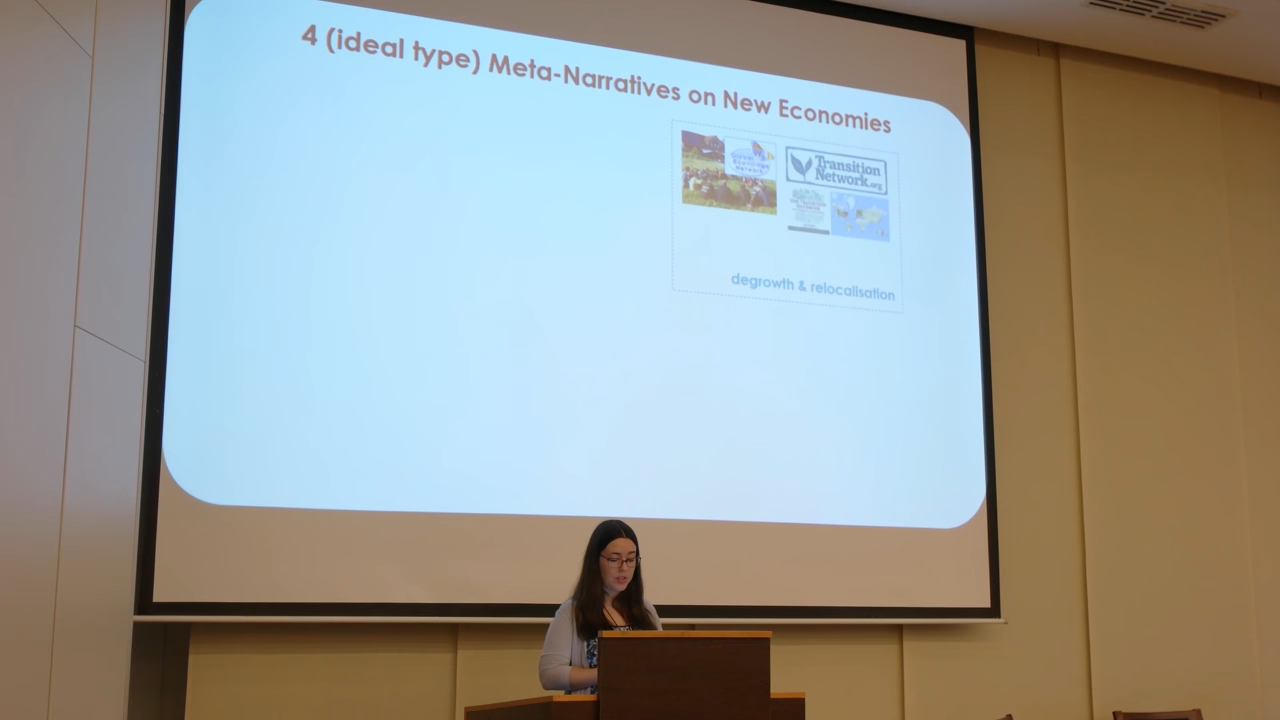 4 (ideal type) Meta-Narratives on New Economies
Transition
Network.org
degrowth & relocalisation